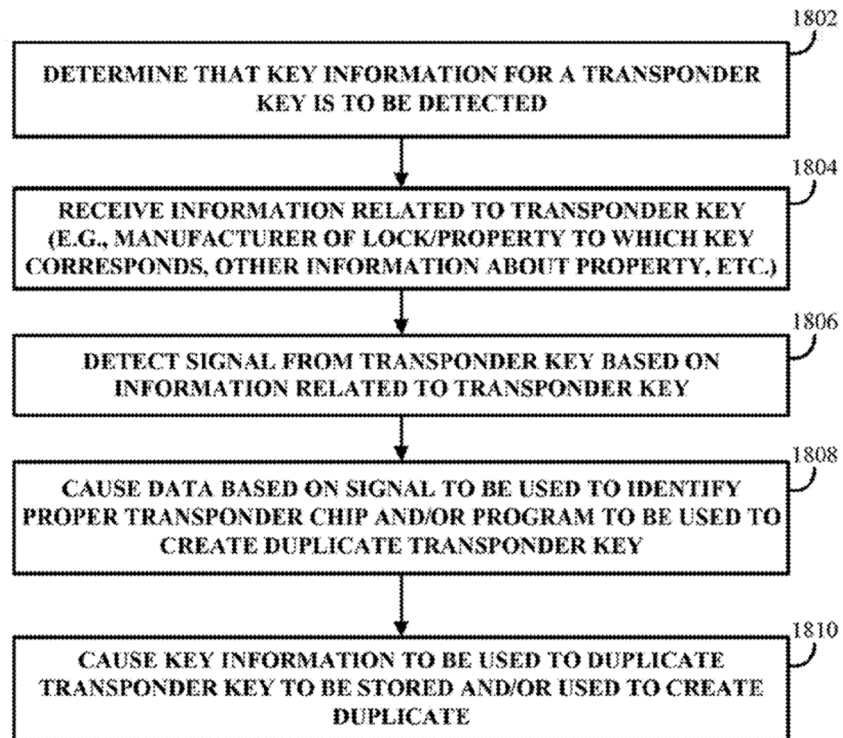 1802
DETERMINE THAT KEY INFORMATION FOR A TRANSPONDER
KEY IS TO BE DETECTED
1804
RECEIVE INFORMATION RELATED TO TRANSPONDER KEY
(E.G., MANUFACTURER OF LOCK/PROPERTY TO WHICH KEY
CORRESPONDS, OTHER INFORMATION ABOUT PROPERTY, ETC.)
1806
DETECT SIGNAL FROM TRANSPONDER KEY BASED ON
INFORMATION RELATED TO TRANSPONDER KEY
1808
CAUSE DATA BASED ON SIGNAL TO BE USED TO IDENTIFY
PROPER TRANSPONDER CHIP AND/OR PROGRAM TO BE USED TO
CREATE DUPLICATE TRANSPONDER KEY
1810
CAUSE KEY INFORMATION TO BE USED TO DUPLICATE
TRANSPONDER KEY TO BE STORED AND/OR USED TO CREATE
DUPLICATE